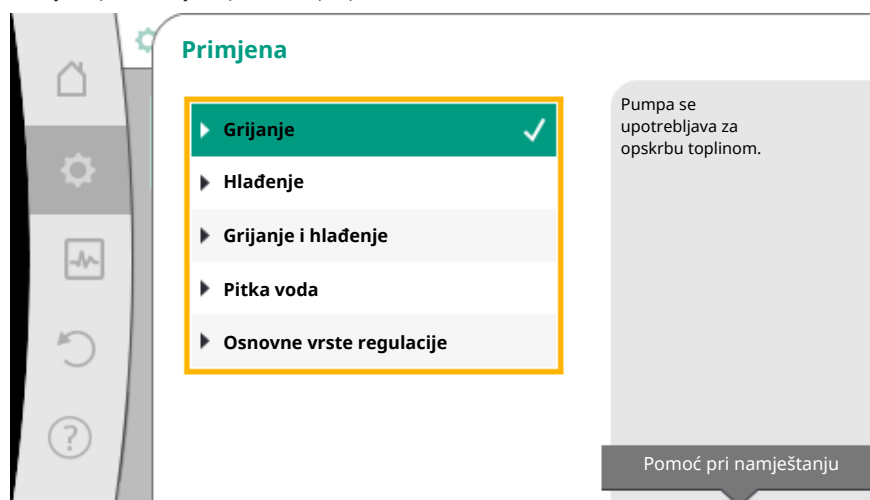 Primjena
Grijanje
Hlađenje
Grijanje i hlađenje
Pitka voda
Osnovne vrste regulacije
Pumpa se
upotrebljava za
opskrbu toplinom.
Pomoć pri namještanju
?